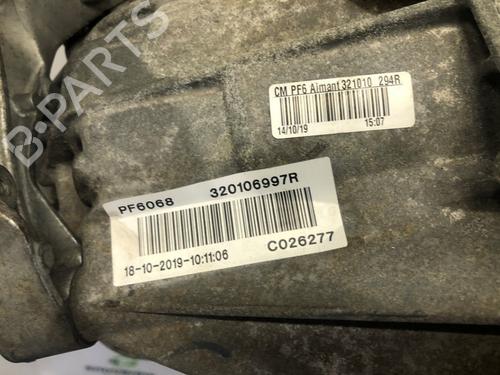 B-PARTS
CM PF6 Aimant 321010 294R
14/10/19 15:07
PF6068 320106997R
18-10-2019-10:11:06 C026277